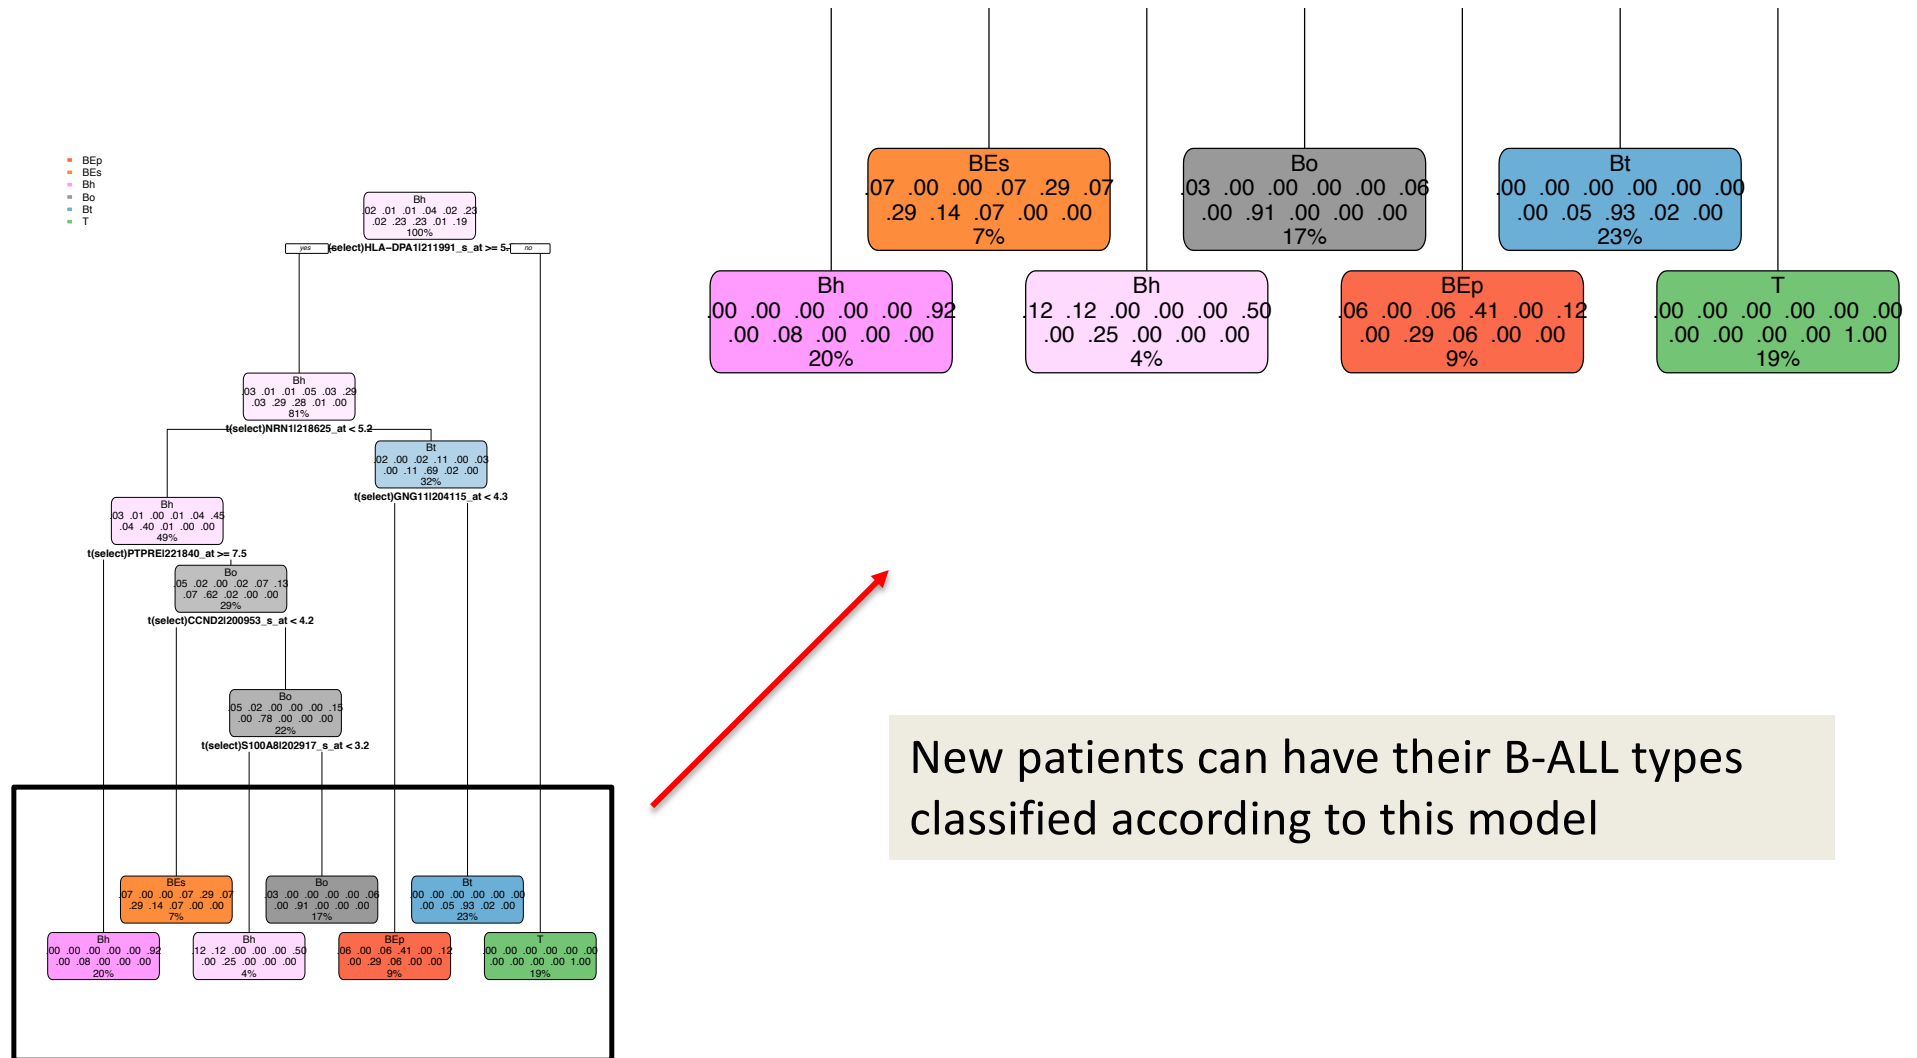 BEp
BEs
Bh
Bo
Bt
T
Bh
.02 .01 .01 .04 .02 .23
.02 .23 .23 .01 .19
100%
yes
t(select)HLA−DPA1|211991_s_at >= 5.
no
Bh
.03 .01 .01 .05 .03 .29
.03 .29 .28 .01 .00
81%
t(select)NRN1|218625_at < 5.2
Bt
.02 .00 .02 .11 .00 .03
.00 .11 .69 .02 .00
32%
t(select)GNG11|204115_at < 4.3
Bh
.03 .01 .00 .01 .04 .45
.04 .40 .01 .00 .00
49%
t(select)PTPRE|221840_at >= 7.5
Bo
.05 .02 .00 .02 .07 .13
.07 .62 .02 .00 .00
29%
t(select)CCND2|200953_s_at < 4.2
Bo
.05 .02 .00 .00 .00 .15
.00 .78 .00 .00 .00
22%
t(select)S100A8|202917_s_at < 3.2
BEs
.07 .00 .00 .07 .29 .07
.29 .14 .07 .00 .00
7%
Bo
.03 .00 .00 .00 .00 .06
.00 .91 .00 .00 .00
17%
Bt
.00 .00 .00 .00 .00 .00
.00 .05 .93 .02 .00
23%
Bh
.00 .00 .00 .00 .00 .92
.00 .08 .00 .00 .00
20%
Bh
.12 .12 .00 .00 .00 .50
.00 .25 .00 .00 .00
4%
BEp
.06 .00 .06 .41 .00 .12
.00 .29 .06 .00 .00
9%
T
.00 .00 .00 .00 .00 .00
.00 .00 .00 .00 1.00
19%
BEs
.07 .00 .00 .07 .29 .07
.29 .14 .07 .00 .00
7%
Bo
.03 .00 .00 .00 .00 .06
.00 .91 .00 .00 .00
17%
Bt
.00 .00 .00 .00 .00 .00
.00 .05 .93 .02 .00
23%
Bh
.00 .00 .00 .00 .00 .92
.00 .08 .00 .00 .00
20%
Bh
.12 .12 .00 .00 .00 .50
.00 .25 .00 .00 .00
4%
BEp
.06 .00 .06 .41 .00 .12
.00 .29 .06 .00 .00
9%
T
.00 .00 .00 .00 .00 .00
.00 .00 .00 .00 1.00
19%
New patients can have their B-ALL types
classified according to this model